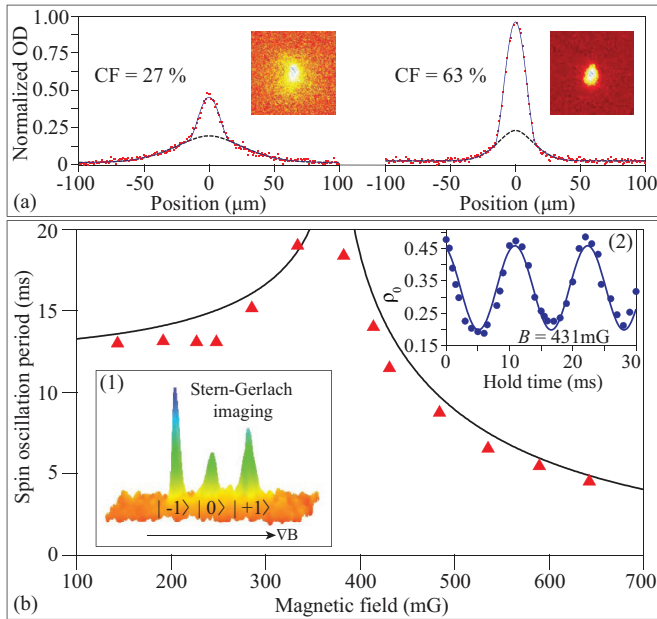 1.00
0.75
0.50
0.25
0
Normalized OD
CF = 27 %
CF = 63 %
-100 -50 0 50 100 -100 -50 0 50 100
(a) Position (μm) Position (μm)
20
15
10
5
0
Spin oscillation period (ms)
(2)
0.45
0.35
0.25
0.15
ρ0
B = 431mG
0 10 20 30
Hold time (ms)
(1)
Stern-Gerlach
imaging
| -1⟩ | 0⟩ | +1⟩
∇B
100 200 300 400 500 600 700
(b) Magnetic field (mG)